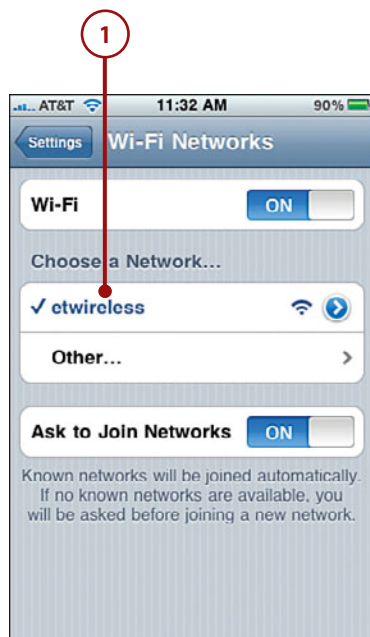 1
AT&T 11:32 AM 90%
Settings Wi-Fi Networks
Wi-Fi ON
Choose a Network...
✓ etwireless
Other... >
Ask to Join Networks ON
Known networks will be joined automatically.
If no known networks are available, you
will be asked before joining a new network.